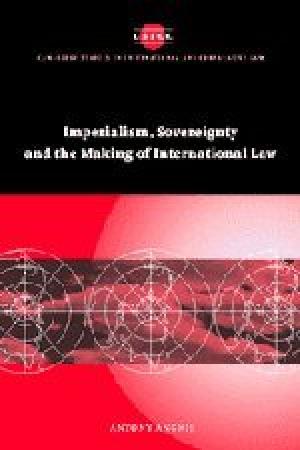 CAMBRIDGE STUDIES IN INTERNATIONAL AND COMPARATIVE LAW
Imperialism, Sovereignty
and the Making of International Law
ANTONY ANGHIE